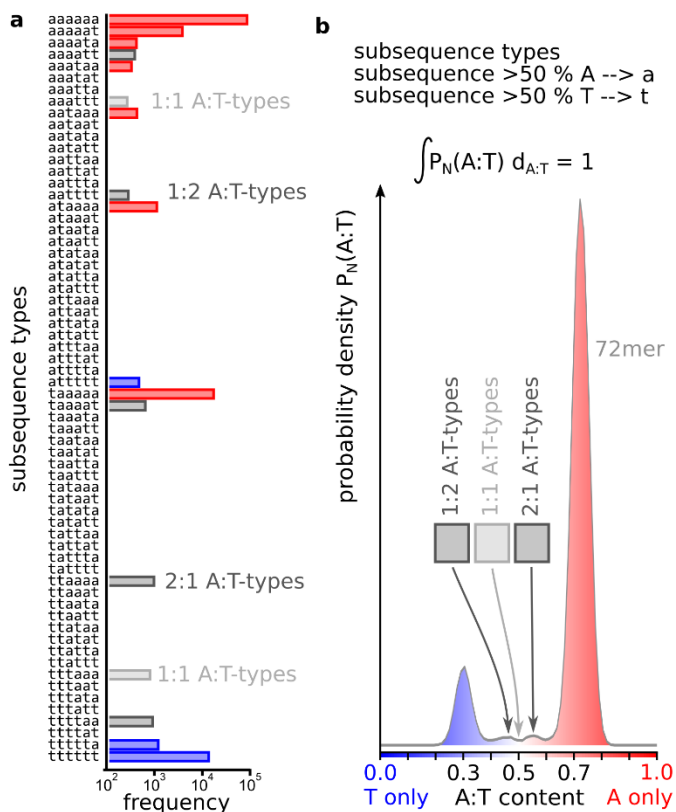 a
aaaaaa
aaaaat
aaaata
aaaatt
aaataa
aaatat
aaatta
aaattt
aataaa
aataat
aatata
aatatt
aattaa
aattat
aattta
aatttt
ataaaa
ataaat
ataata
ataatt
atataa
atatat
atatta
atattt
attaaa
attaat
attata
attatt
atttaa
atttat
atttta
attttt
taaaaa
taaaat
taaata
taaatt
taataa
taatat
taatta
taattt
tataaa
tataat
tatata
tatatt
tattaa
tattat
tattta
tatttt
ttaaaa
ttaaat
ttaata
ttaatt
ttataa
ttatat
ttatta
ttattt
tttaaa
tttaat
tttata
tttatt
ttttaa
ttttat
ttttta
tttttt
subsequence types
1:1 A:T-types
1:2 A:T-types
2:1 A:T-types
1:1 A:T-types
10² 10³ 10⁴ 10⁵
frequency
b
subsequence types
subsequence >50 % A --> a
subsequence >50 % T --> t
∫P_N(A:T) d_A:T = 1
probability density P_N(A:T)
72mer
1:2 A:T-types
1:1 A:T-types
2:1 A:T-types
0.0 0.3 0.5 0.7 1.0
T only A:T content A only